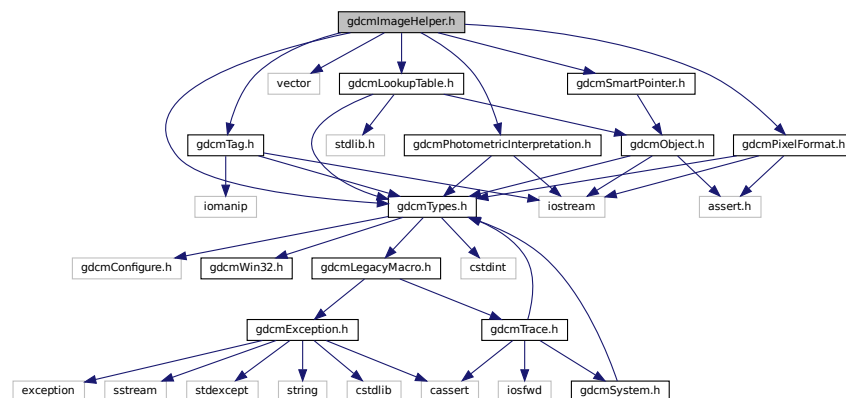 gdcmImageHelper.h
vector
gdcmLookupTable.h
gdcmSmartPointer.h
gdcmTag.h
stdlib.h
gdcmPhotometricInterpretation.h
gdcmObject.h
gdcmPixelFormat.h
iomanip
gdcmTypes.h
iostream
assert.h
gdcmConfigure.h
gdcmWin32.h
gdcmLegacyMacro.h
cstdint
gdcmException.h
gdcmTrace.h
exception
sstream
stdexcept
string
cstdlib
cassert
iosfwd
gdcmSystem.h